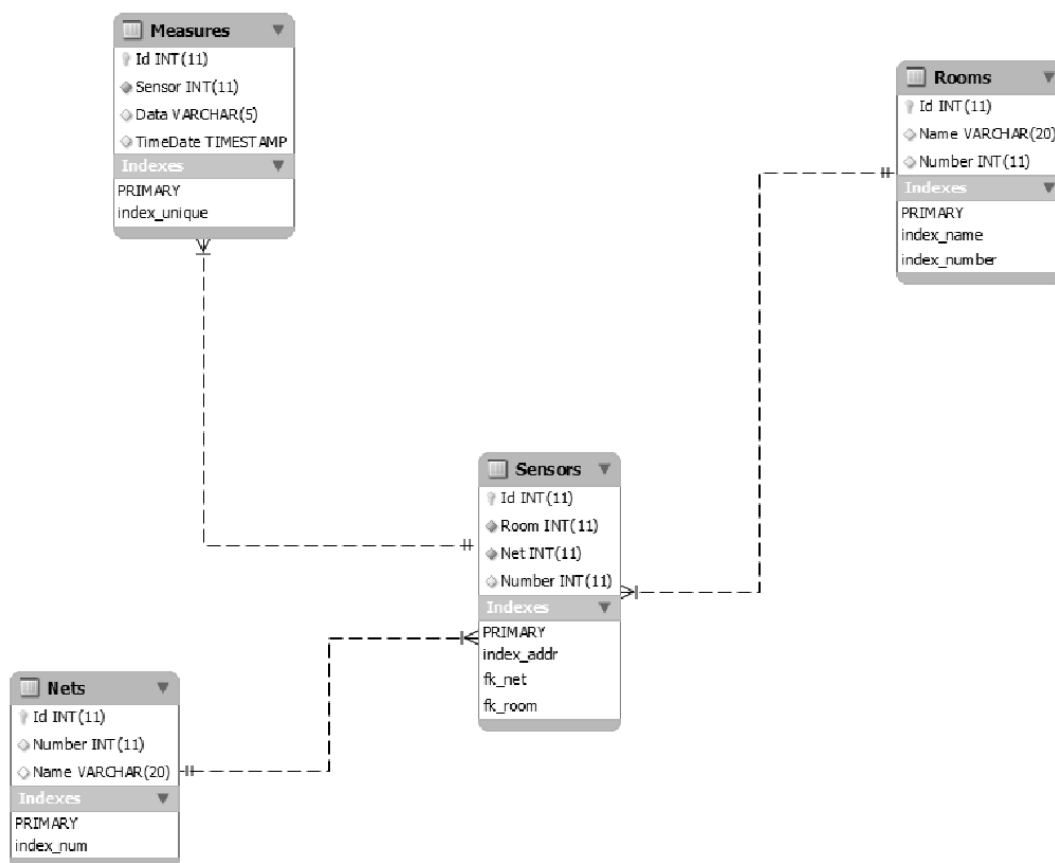 Measures
Id INT(11)
Sensor INT(11)
Data VARCHAR(5)
TimeDate TIMESTAMP
Indexes
PRIMARY
index_unique
Rooms
Id INT(11)
Name VARCHAR(20)
Number INT(11)
Indexes
PRIMARY
index_name
index_number
Sensors
Id INT(11)
Room INT(11)
Net INT(11)
Number INT(11)
Indexes
PRIMARY
index_addr
fk_net
fk_room
Nets
Id INT(11)
Number INT(11)
Name VARCHAR(20)
Indexes
PRIMARY
index_num